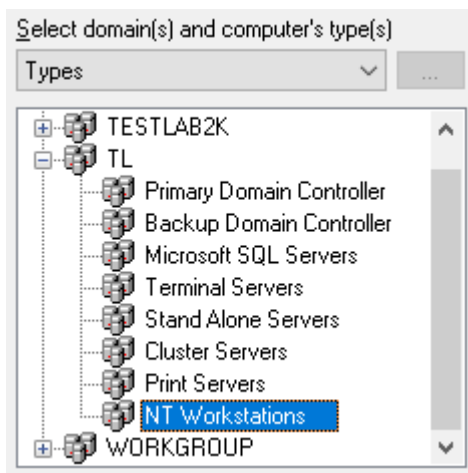 Select domain(s) and computer's type(s)
Types
...
TESTLAB2K
TL
Primary Domain Controller
Backup Domain Controller
Microsoft SQL Servers
Terminal Servers
Stand Alone Servers
Cluster Servers
Print Servers
NT Workstations
WORKGROUP